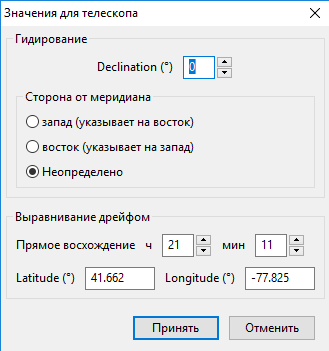 Значения для телескопа
Гидирование
Declination (°) 0
Сторона от меридиана
запад (указывает на восток)
восток (указывает на запад)
Неопределено
Выравнивание дрейфом
Прямое восхождение ч 21 мин 11
Latitude (°) 41.662 Longitude (°) -77.825
Принять Отменить